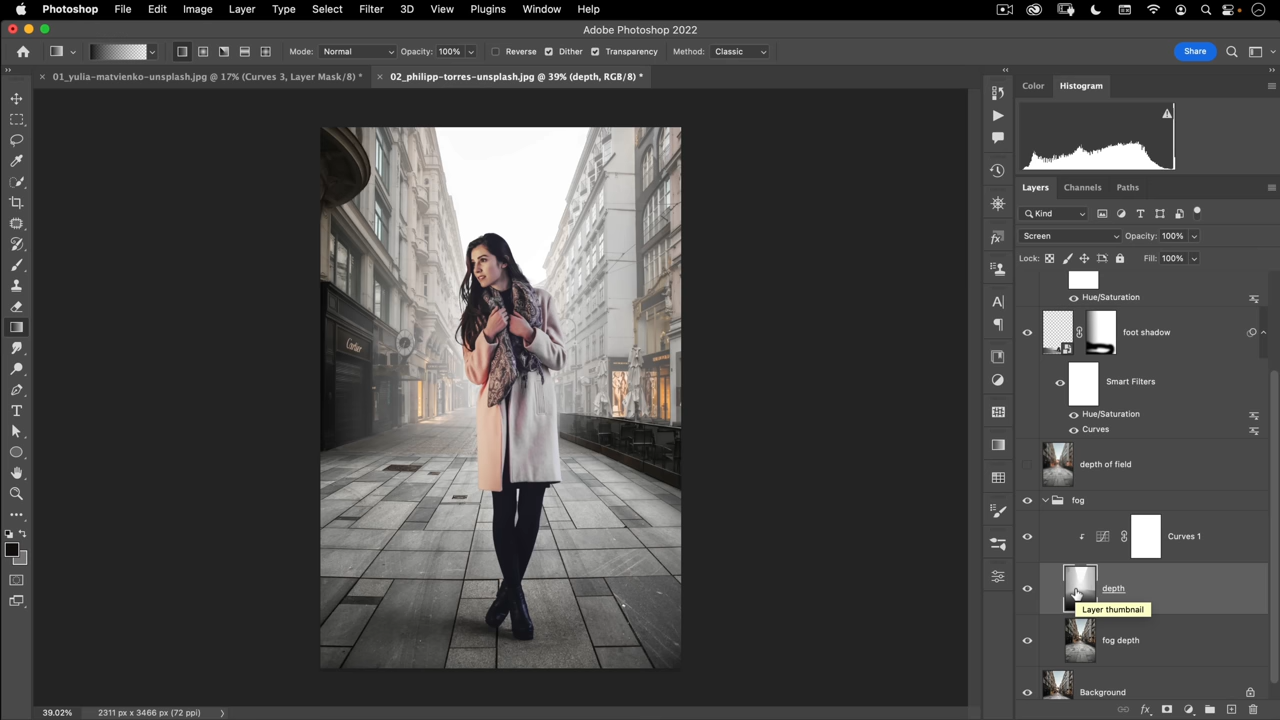 Photoshop File Edit Image Layer Type Select Filter 3D View Plugins Window Help
Adobe Photoshop 2022
Mode: Normal Opacity: 100% Reverse Dither Transparency Method: Classic Share
01_yulia-matvienko-unsplash.jpg @ 17% (Curves 3, Layer Mask/8) *
02_philipp-torres-unsplash.jpg @ 39% (depth, RGB/8) *
Color Histogram
Layers Channels Paths
Kind
Screen Opacity: 100%
Lock: Fill: 100%
Hue/Saturation
foot shadow
Smart Filters
Hue/Saturation
Curves
depth of field
fog
Curves 1
depth
Layer thumbnail
fog depth
Background
Cartier
39.02% 2311 px x 3466 px (72 ppi)